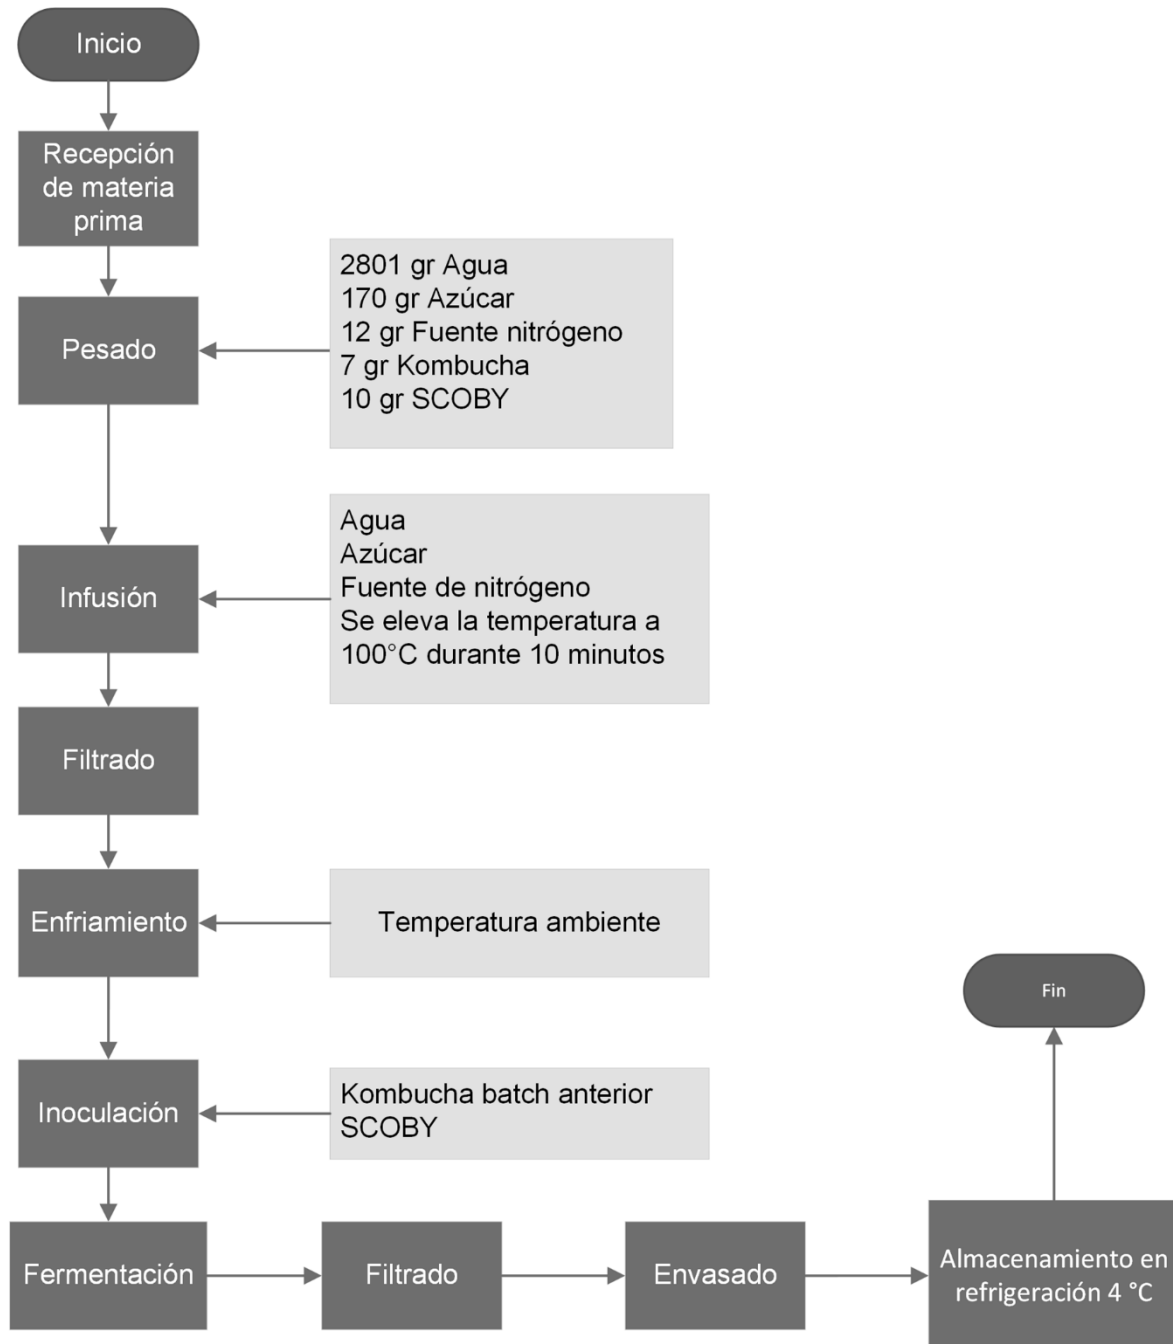 Inicio
Recepción
de materia
prima
2801 gr Agua
170 gr Azúcar
12 gr Fuente nitrógeno
7 gr Kombucha
10 gr SCOBY
Pesado
Agua
Azúcar
Fuente de nitrógeno
Se eleva la temperatura a
100°C durante 10 minutos
Infusión
Filtrado
Enfriamiento
Temperatura ambiente
Fin
Inoculación
Kombucha batch anterior
SCOBY
Fermentación
Filtrado
Envasado
Almacenamiento en
refrigeración 4 °C